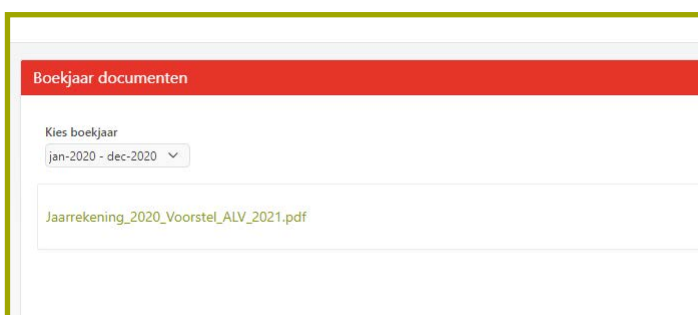 Boekjaar documenten
Kies boekjaar
jan-2020 - dec-2020
Jaarrekening_2020_Voorstel_ALV_2021.pdf